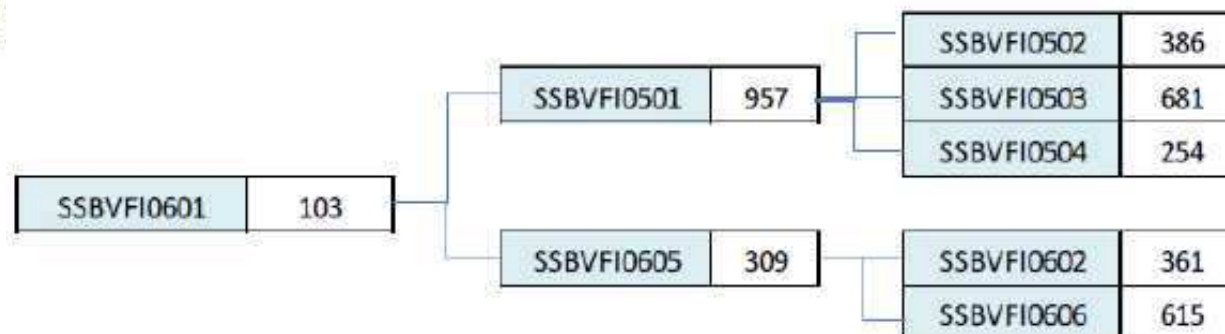 SSBVFI0502 386
SSBVFI0501 957
SSBVFI0503 681
SSBVFI0504 254
SSBVFI0601 103
SSBVFI0605 309
SSBVFI0602 361
SSBVFI0606 615